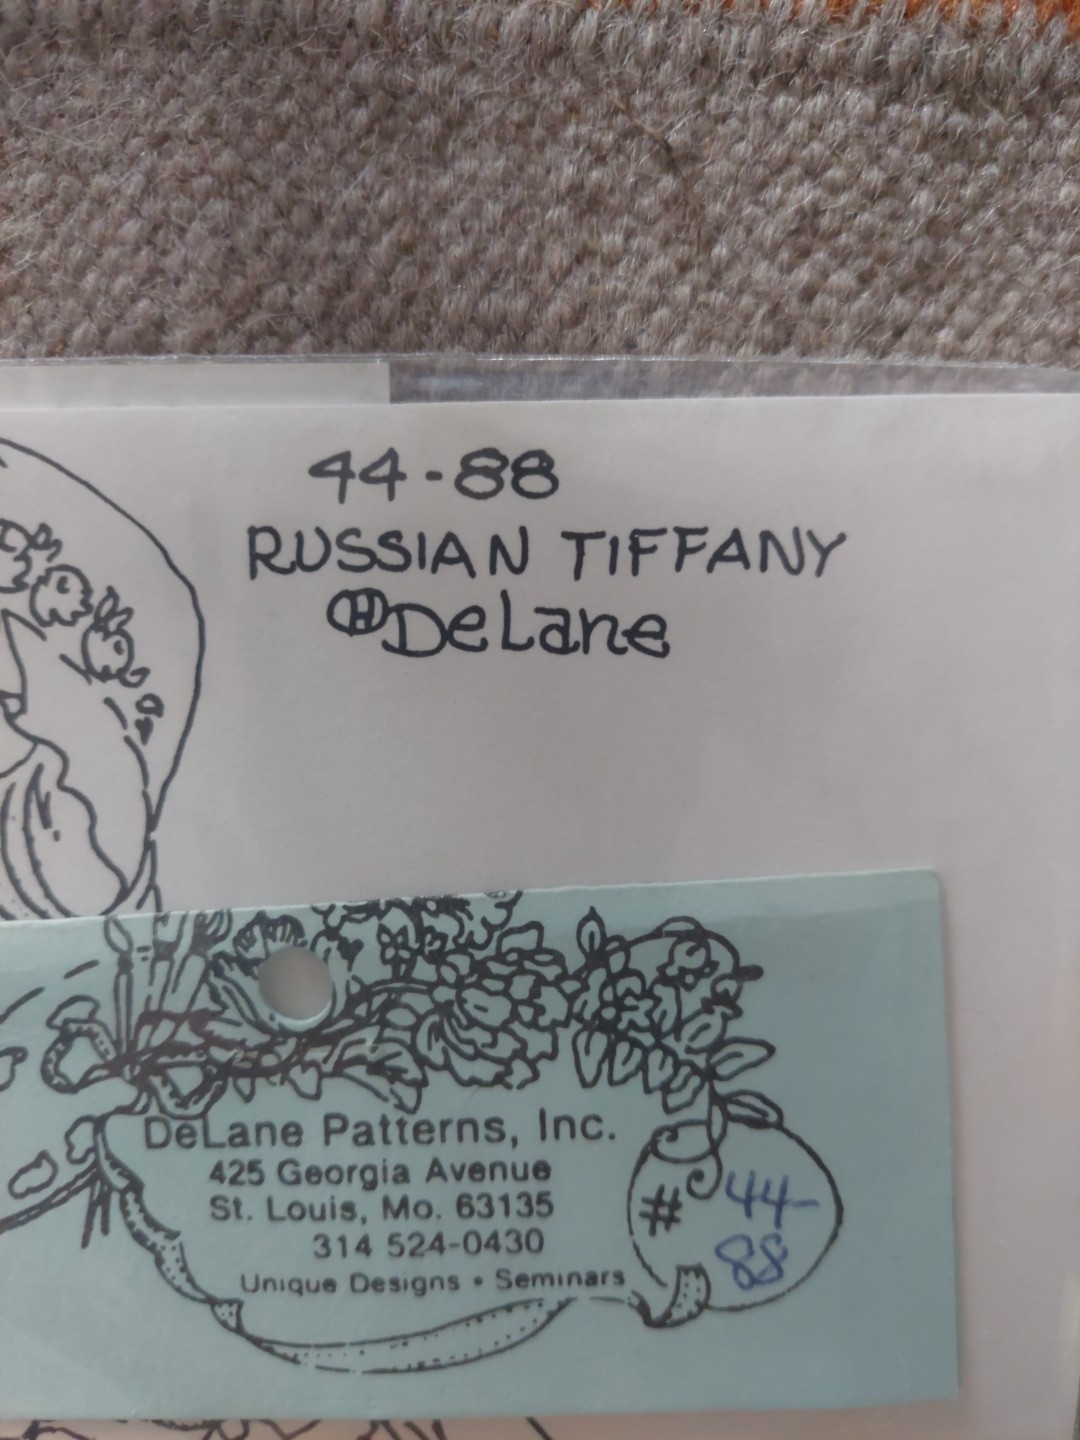 44-88
RUSSIAN TIFFANY
ⒽDeLane
DeLane Patterns, Inc.
425 Georgia Avenue
St. Louis, Mo. 63135
314 524-0430
Unique Designs • Seminars
# 44-
88